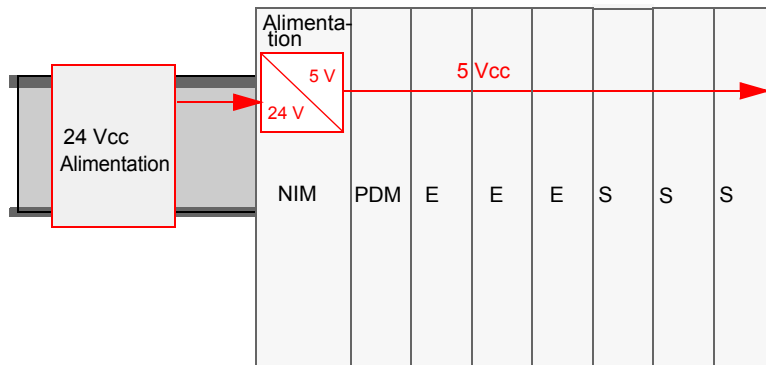 Alimenta-
tion
5 V
24 V
5 Vcc
24 Vcc
Alimentation
NIM
PDM
E
E
E
S
S
S